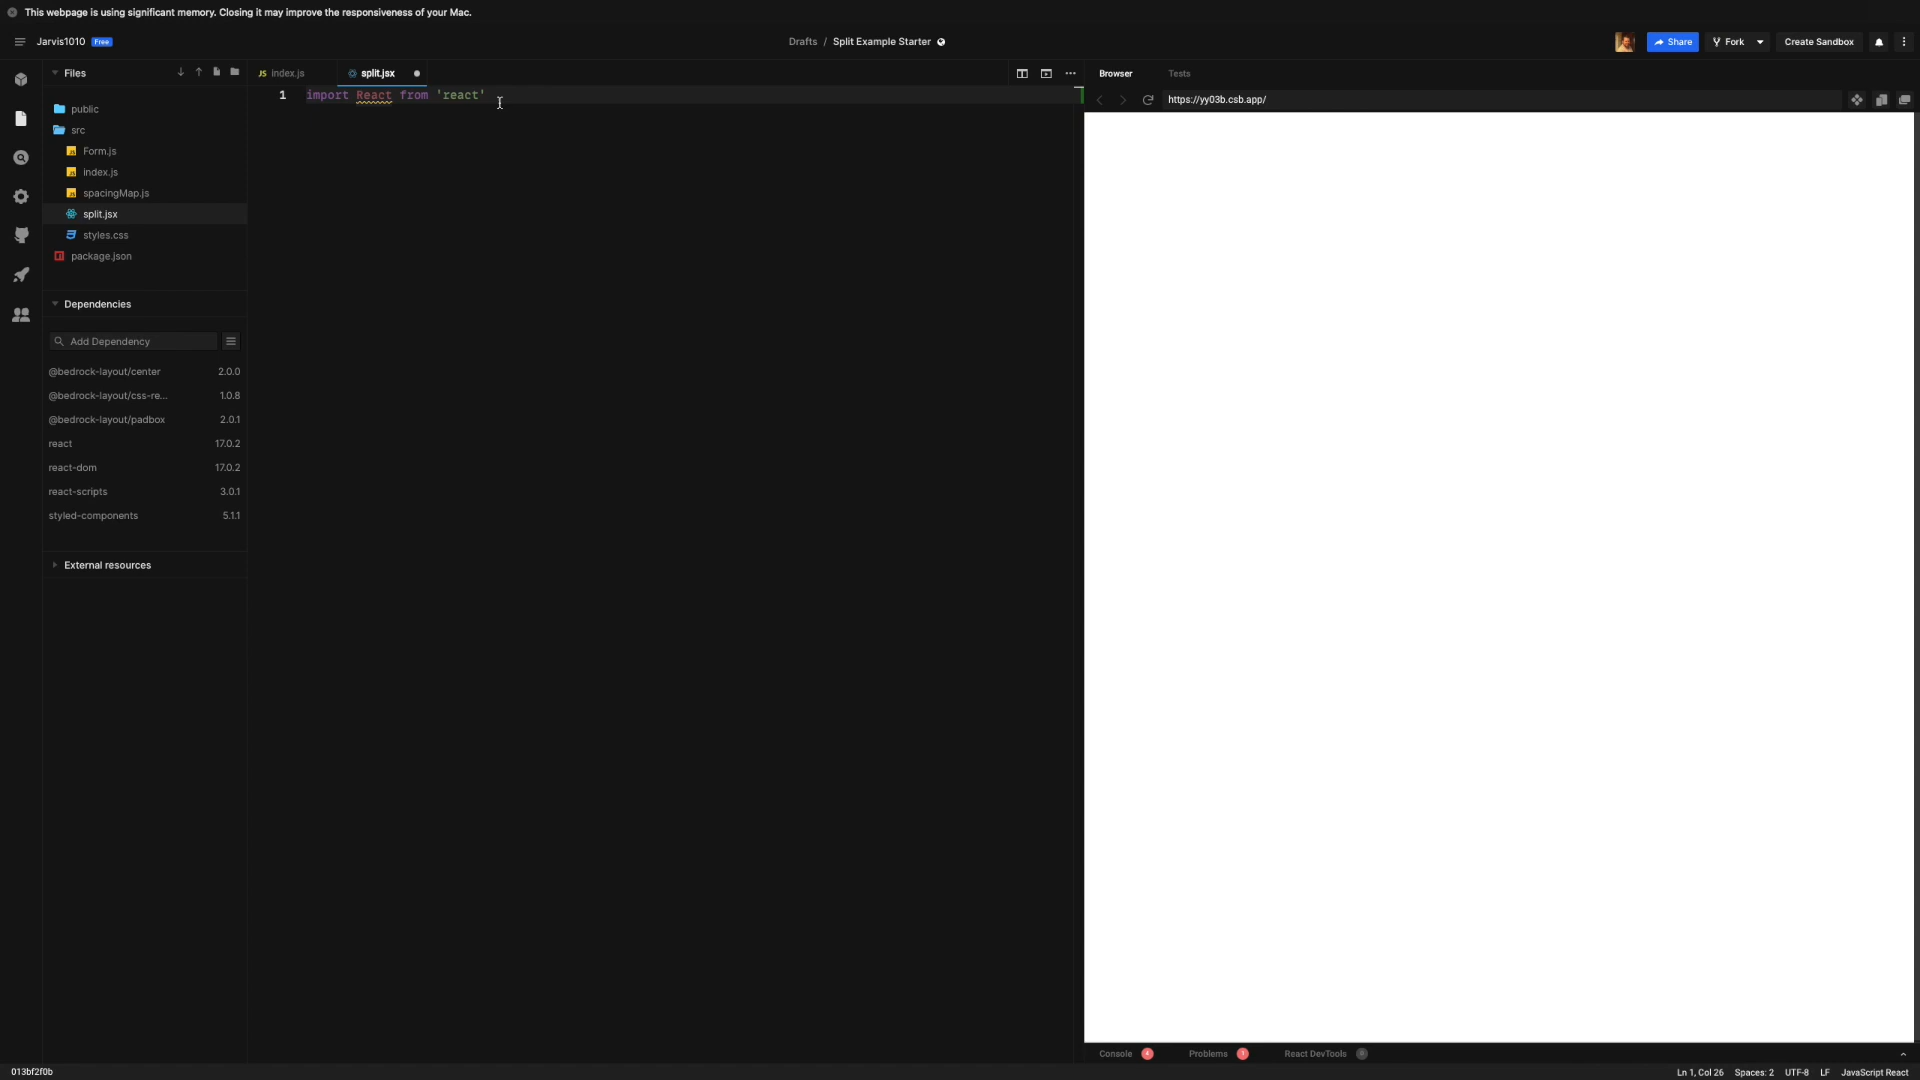 This webpage is using significant memory. Closing it may improve the responsiveness of your Mac.
Jarvis1010 Free
Drafts / Split Example Starter
Share
Fork
Create Sandbox
Files
JS index.js
split.jsx
Browser
Tests
1 import React from 'react'
https://yy03b.csb.app/
public
src
Form.js
index.js
spacingMap.js
split.jsx
styles.css
package.json
Dependencies
Add Dependency
@bedrock-layout/center 2.0.0
@bedrock-layout/css-re... 1.0.8
@bedrock-layout/padbox 2.0.1
react 17.0.2
react-dom 17.0.2
react-scripts 3.0.1
styled-components 5.1.1
External resources
Console
Problems 1
React DevTools 0
013bf2f0b
Ln 1, Col 26 Spaces: 2 UTF-8 LF JavaScript React